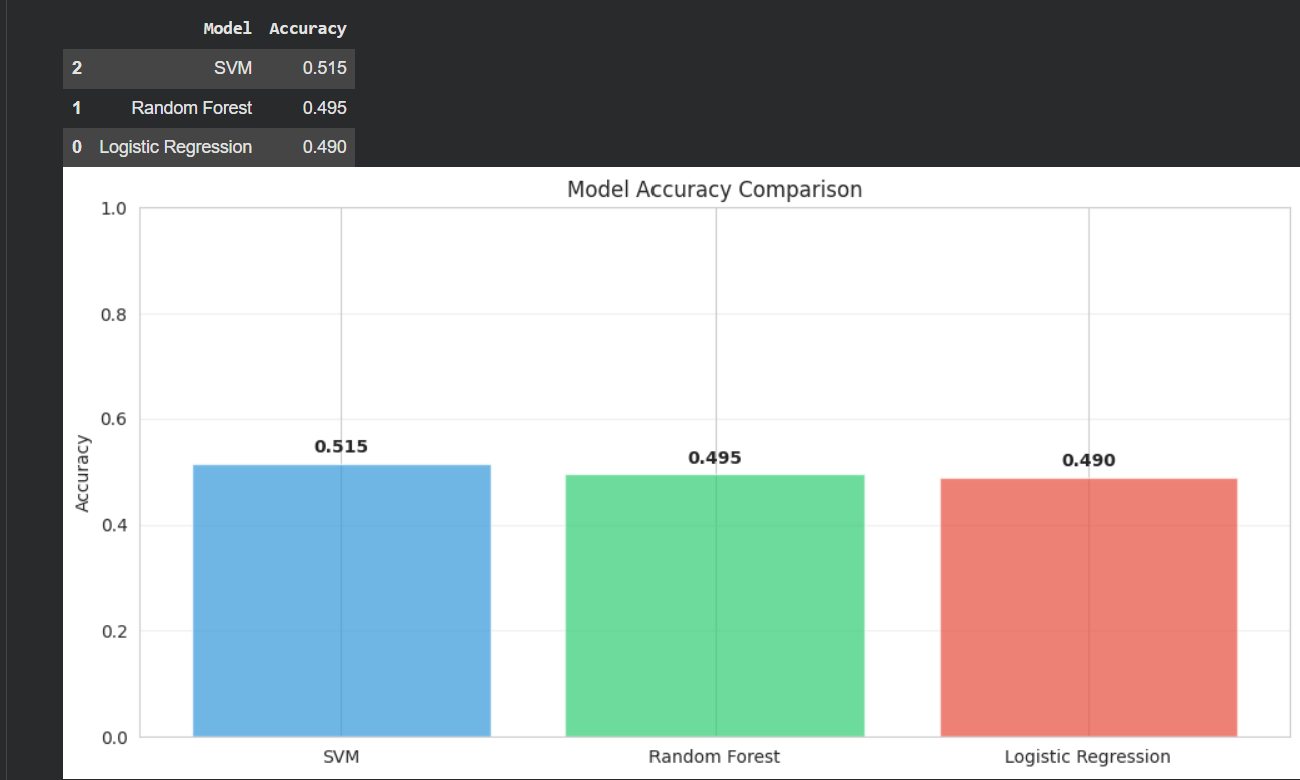 Model Accuracy
2 SVM 0.515
1 Random Forest 0.495
0 Logistic Regression 0.490
Model Accuracy Comparison
1.0
0.8
0.6
0.4
0.2
0.0
Accuracy
0.515
0.495
0.490
SVM Random Forest Logistic Regression